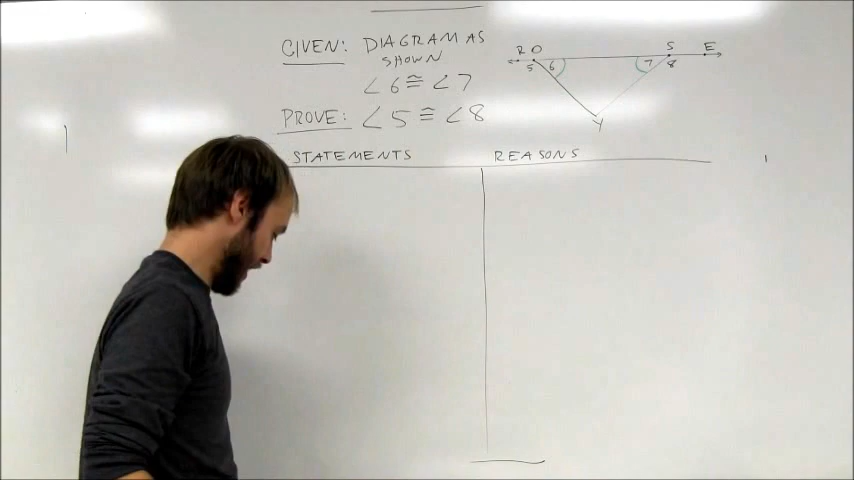 GIVEN: DIAGRAM AS
SHOWN
∠6 ≅ ∠7
PROVE: ∠5 ≅ ∠8
R O S E
5 6 7 8
Y
STATEMENTS REASONS